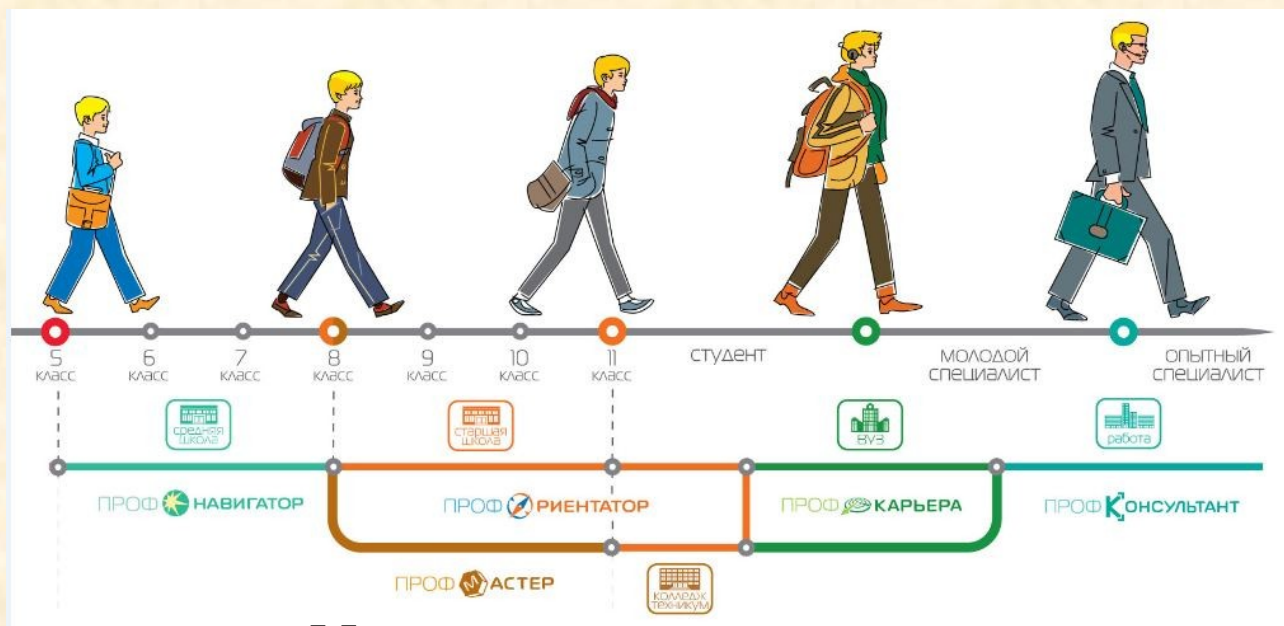 5 класс
6 класс
7 класс
8 класс
9 класс
10 класс
11 класс
студент
молодой специалист
опытный специалист
средняя школа
старшая школа
ВУЗ
работа
ПРОФ НАВИГАТОР
ПРОФ ОРИЕНТАТОР
ПРОФ КАРЬЕРА
ПРОФ КОНСУЛЬТАНТ
ПРОФ МАСТЕР
колледж техникум